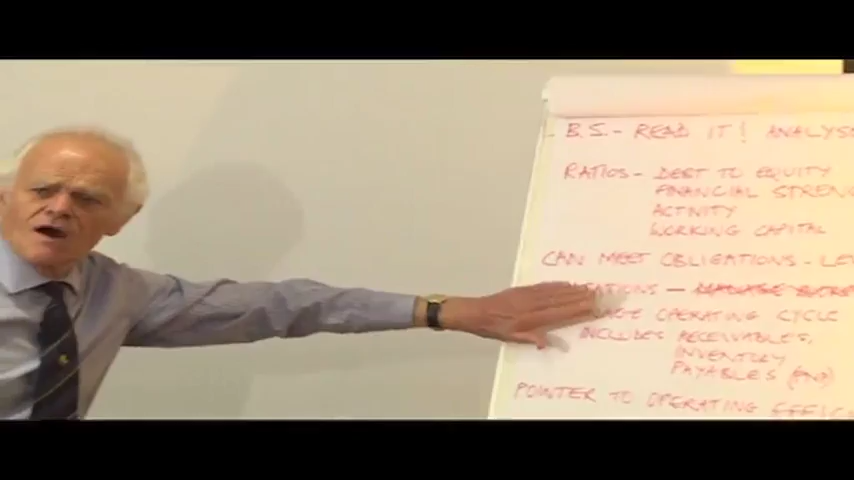 B.S. - READ IT! ANALYS
RATIOS - DEBT TO EQUITY
FINANCIAL STRENG
ACTIVITY
WORKING CAPITAL
CAN MEET OBLIGATIONS - LE
OPERATING CYCLE
INCLUDES RECEIVABLES,
INVENTORY
PAYABLES
POINTER TO OPERATING EFFIC